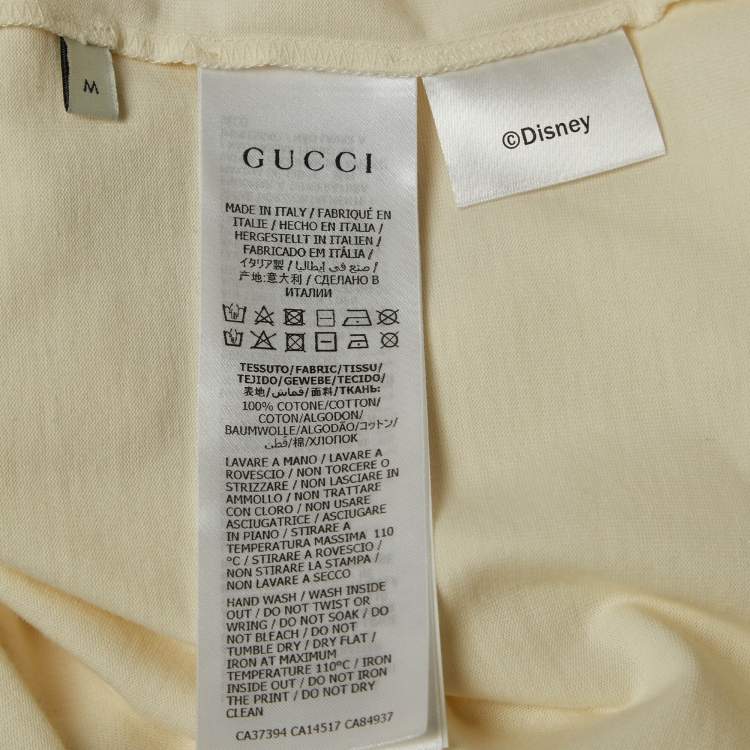 M
GUCCI
©Disney
MADE IN ITALY / FABRIQUÉ EN
ITALIE / HECHO EN ITALIA /
HERGESTELLT IN ITALIEN /
FABRICADO EM ITÁLIA /
イタリア製 / صنع في إيطاليا /
产地:意大利 / СДЕЛАНО В
ИТАЛИИ
TESSUTO/FABRIC/TISSU/
TEJIDO/GEWEBE/TECIDO/
表地/قماش/面料/ТКАНЬ:
100% COTONE/COTTON/
COTON/ALGODON/
BAUMWOLLE/ALGODÃO/コットン/
قطن/棉/ХЛОПОК
LAVARE A MANO / LAVARE A
ROVESCIO / NON TORCERE O
STRIZZARE / NON LASCIARE IN
AMMOLLO / NON TRATTARE
CON CLORO / NON USARE
ASCIUGATRICE / ASCIUGARE
IN PIANO / STIRARE A
TEMPERATURA MASSIMA 110
°C / STIRARE A ROVESCIO /
NON STIRARE LA STAMPA /
NON LAVARE A SECCO
HAND WASH / WASH INSIDE
OUT / DO NOT TWIST OR
WRING / DO NOT SOAK / DO
NOT BLEACH / DO NOT
TUMBLE DRY / DRY FLAT /
IRON AT MAXIMUM
TEMPERATURE 110°C / IRON
INSIDE OUT / DO NOT IRON
THE PRINT / DO NOT DRY
CLEAN
CA37394 CA14517 CA84937